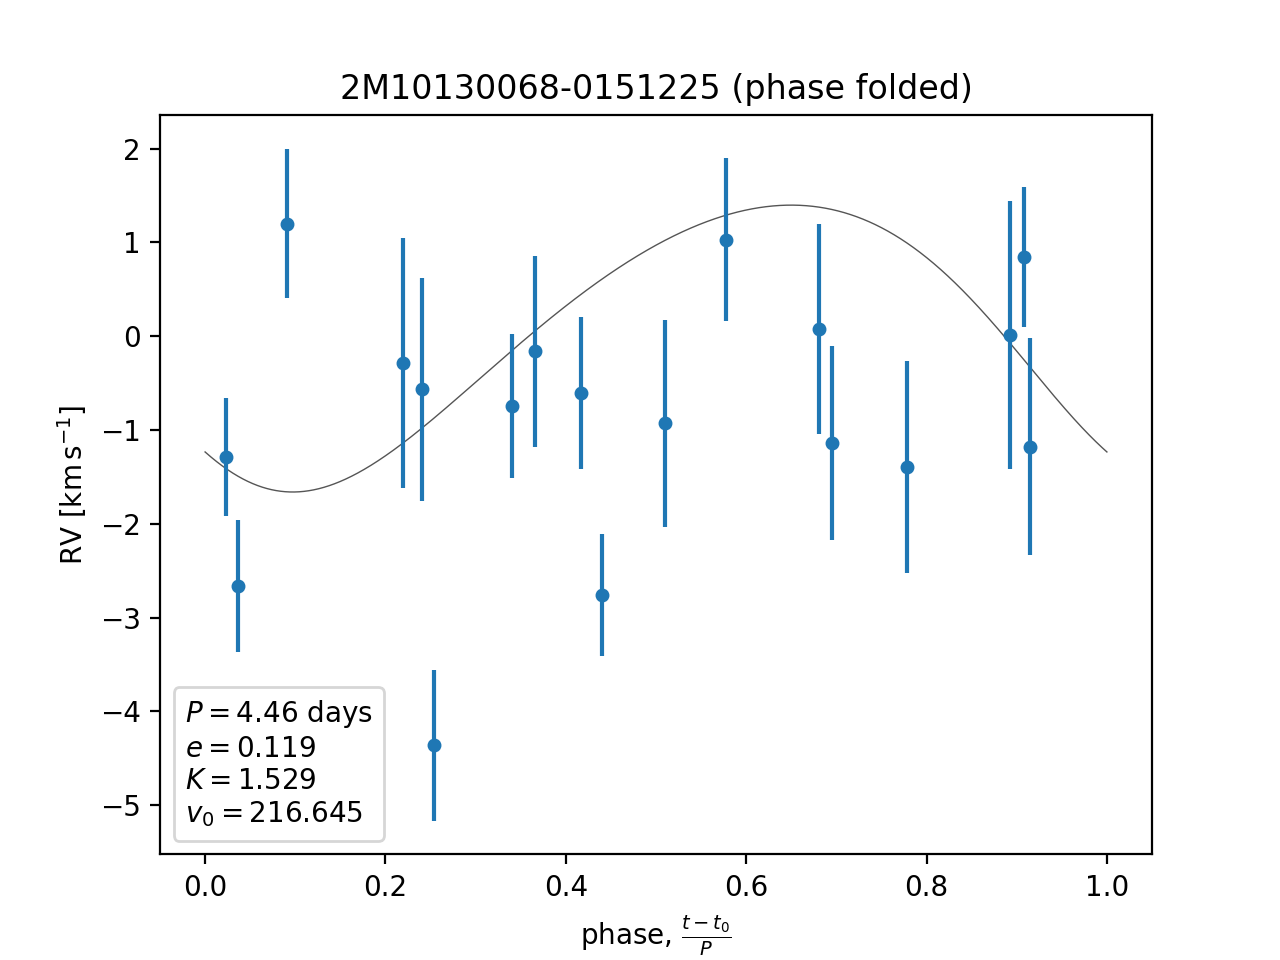 2M10130068-0151225 (phase folded)
2
1
0
−1
−2
−3
−4
−5
RV [km s⁻¹]
P = 4.46 days
e = 0.119
K = 1.529
v₀ = 216.645
0.0 0.2 0.4 0.6 0.8 1.0
phase, (t − t₀)/P